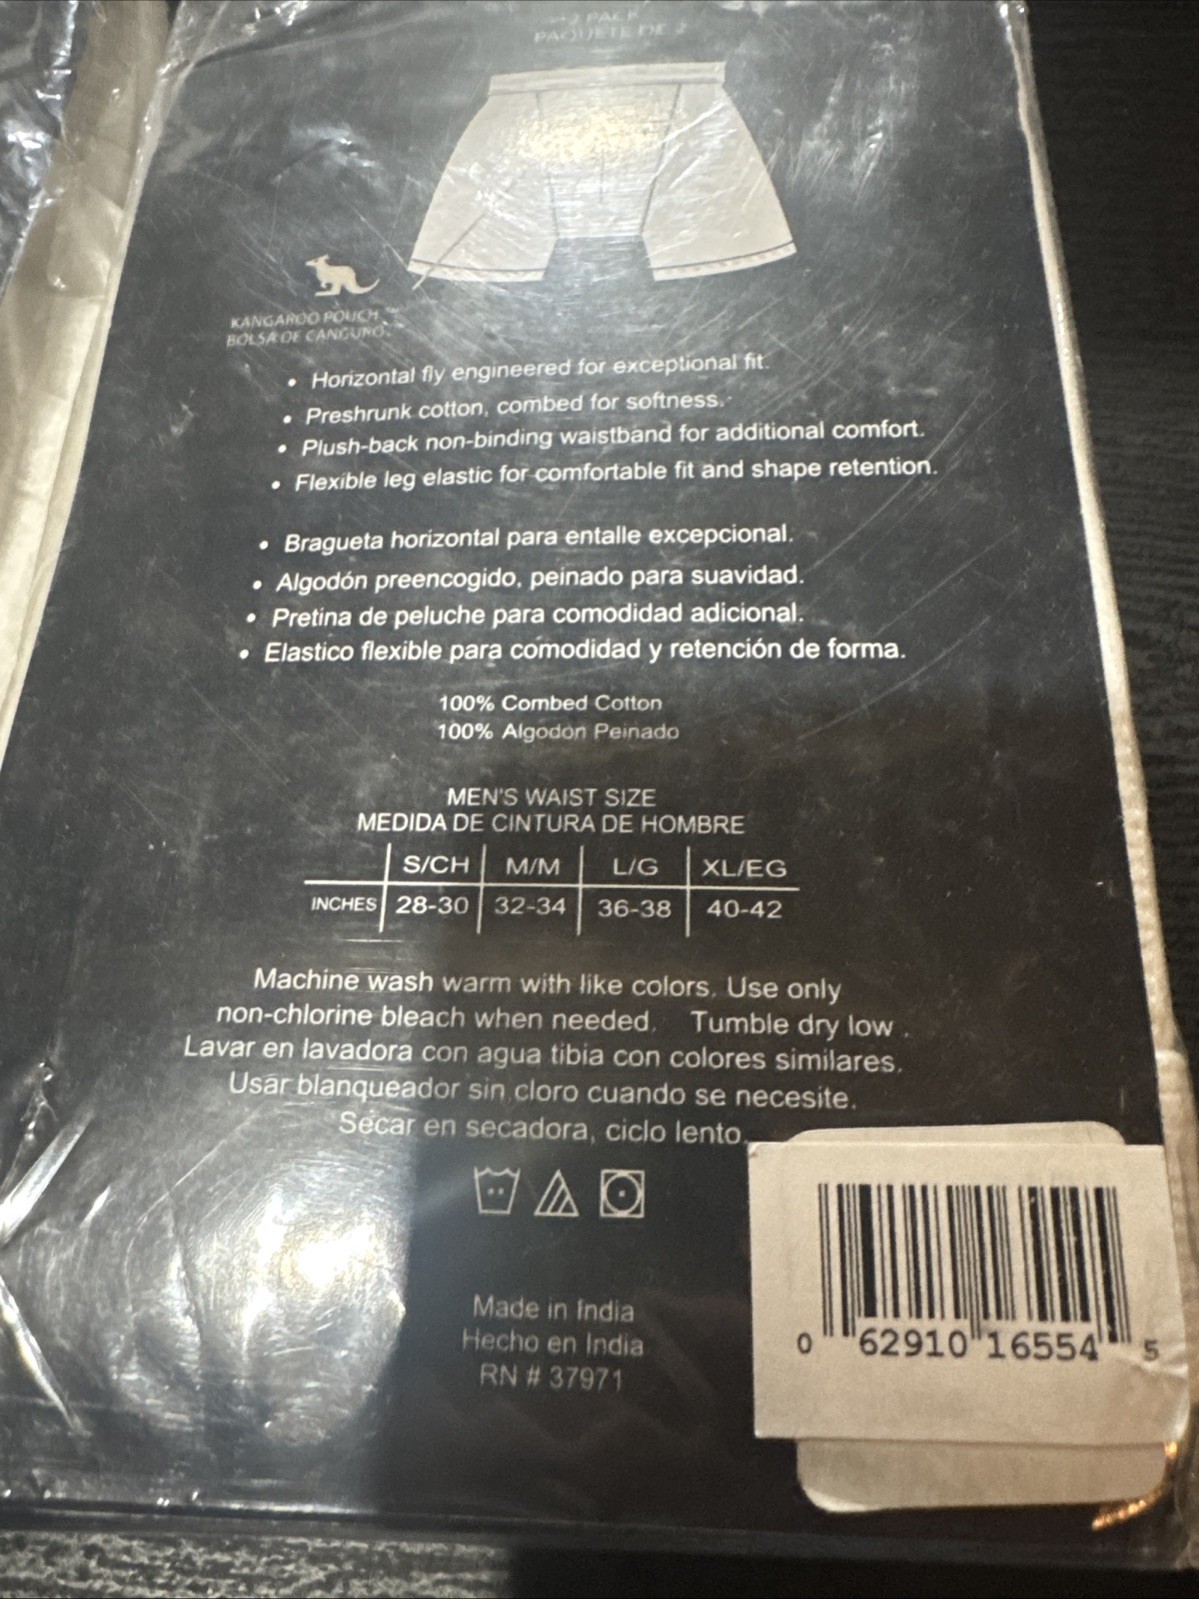 2 PACK
PAQUETE DE 2
KANGAROO POUCH ™
BOLSA DE CANGURO
• Horizontal fly engineered for exceptional fit.
• Preshrunk cotton, combed for softness.
• Plush-back non-binding waistband for additional comfort.
• Flexible leg elastic for comfortable fit and shape retention.
• Bragueta horizontal para entalle excepcional.
• Algodón preencogido, peinado para suavidad.
• Pretina de peluche para comodidad adicional.
• Elastico flexible para comodidad y retención de forma.
100% Combed Cotton
100% Algodon Peinado
MEN'S WAIST SIZE
MEDIDA DE CINTURA DE HOMBRE
S/CH M/M L/G XL/EG
INCHES 28-30 32-34 36-38 40-42
Machine wash warm with like colors. Use only
non-chlorine bleach when needed. Tumble dry low .
Lavar en lavadora con agua tibia con colores similares.
Usar blanqueador sin cloro cuando se necesite.
Secar en secadora, ciclo lento.
Made in India
Hecho en India
RN # 37971
0 62910 16554 5